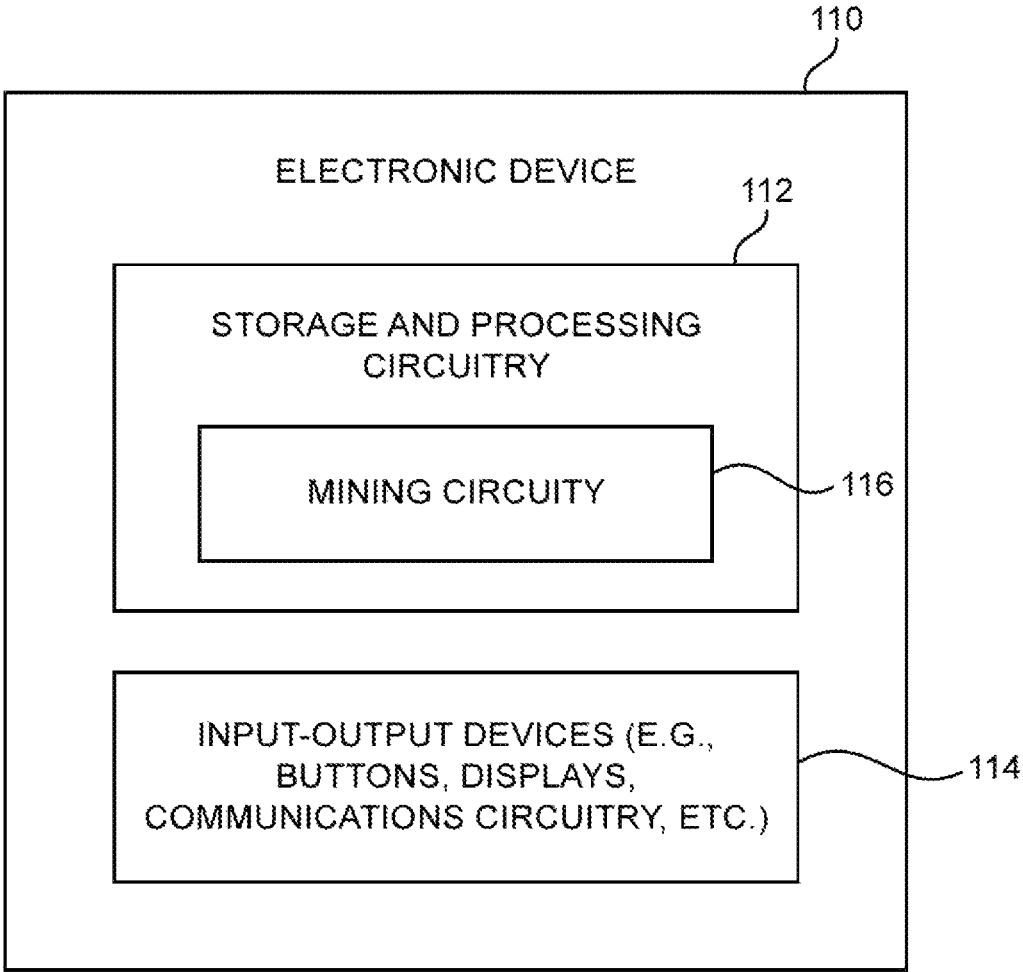 110
ELECTRONIC DEVICE
112
STORAGE AND PROCESSING
CIRCUITRY
MINING CIRCUITY
116
INPUT-OUTPUT DEVICES (E.G.,
BUTTONS, DISPLAYS,
COMMUNICATIONS CIRCUITRY, ETC.)
114